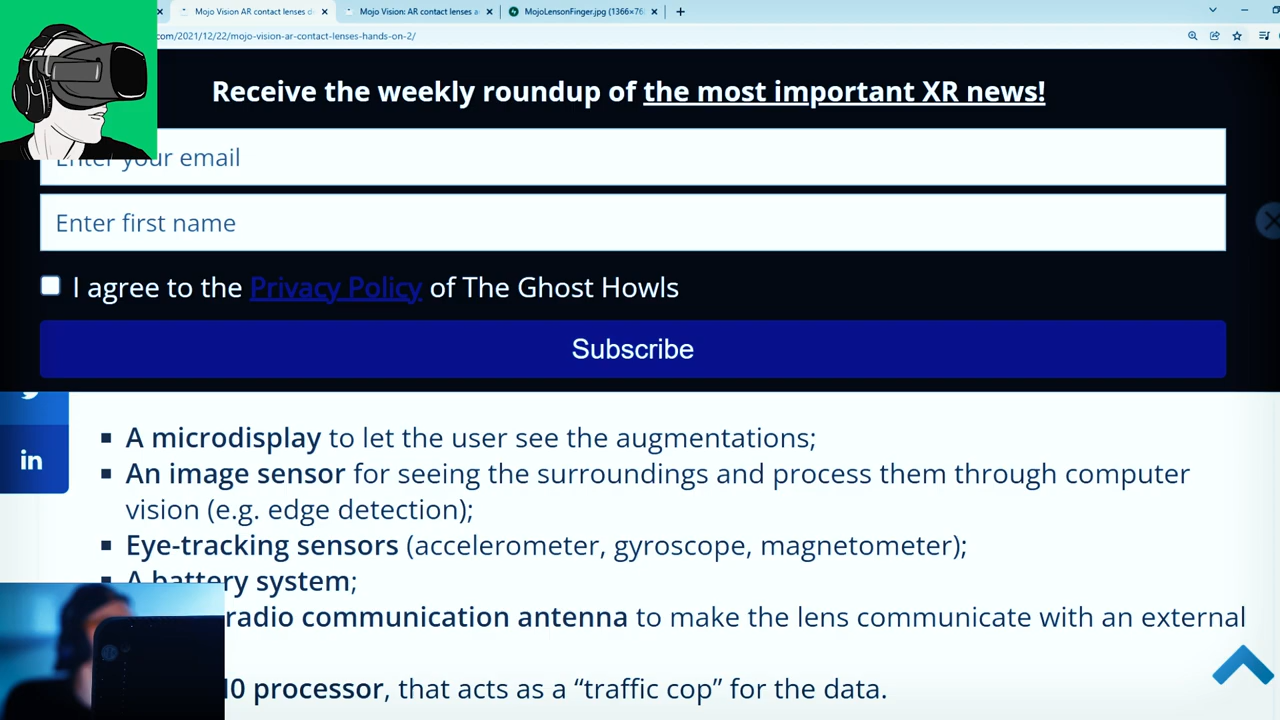 Mojo Vision AR contact lenses d
Mojo Vision: AR contact lenses a
MojoLensonFinger.jpg (1366×76
com/2021/12/22/mojo-vision-ar-contact-lenses-hands-on-2/
Receive the weekly roundup of the most important XR news!
Enter your email
Enter first name
I agree to the Privacy Policy of The Ghost Howls
Subscribe
A microdisplay to let the user see the augmentations;
An image sensor for seeing the surroundings and process them through computer
vision (e.g. edge detection);
Eye-tracking sensors (accelerometer, gyroscope, magnetometer);
A battery system;
in
radio communication antenna to make the lens communicate with an external
0 processor, that acts as a “traffic cop” for the data.